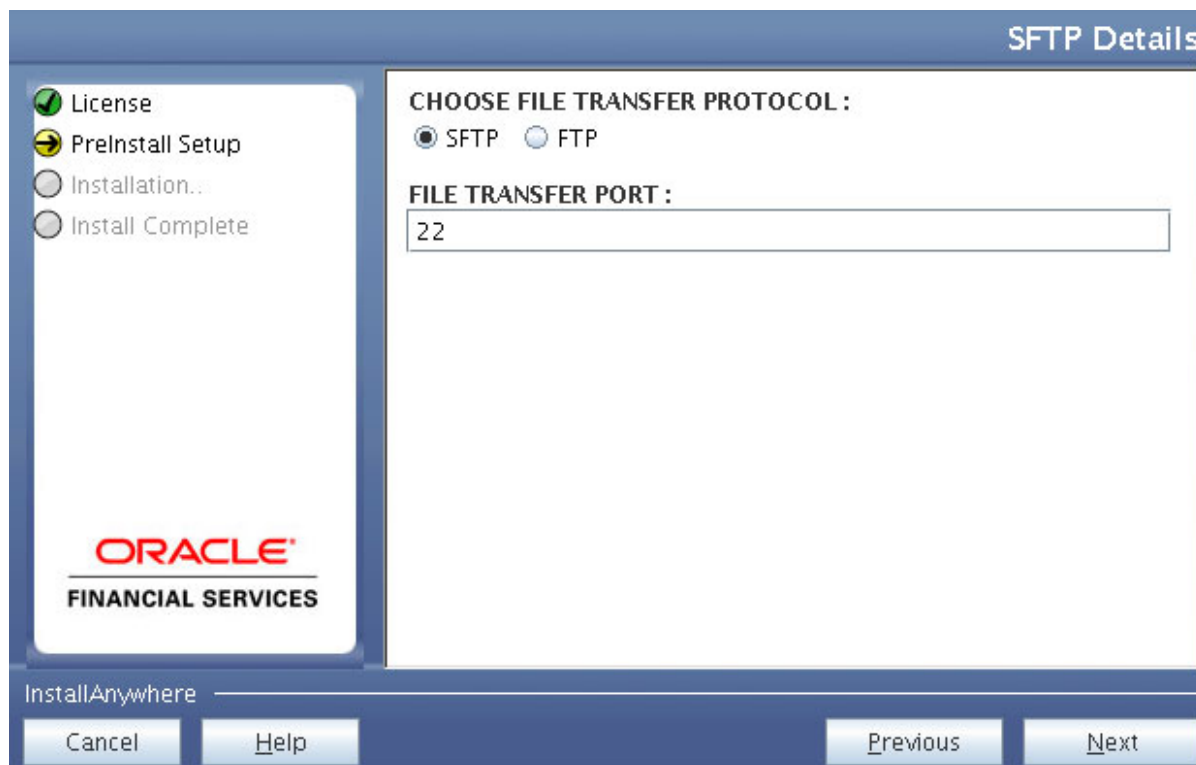 SFTP Details
License
PreInstall Setup
Installation..
Install Complete
CHOOSE FILE TRANSFER PROTOCOL :
SFTP FTP
FILE TRANSFER PORT :
22
ORACLE
FINANCIAL SERVICES
InstallAnywhere
Cancel Help Previous Next